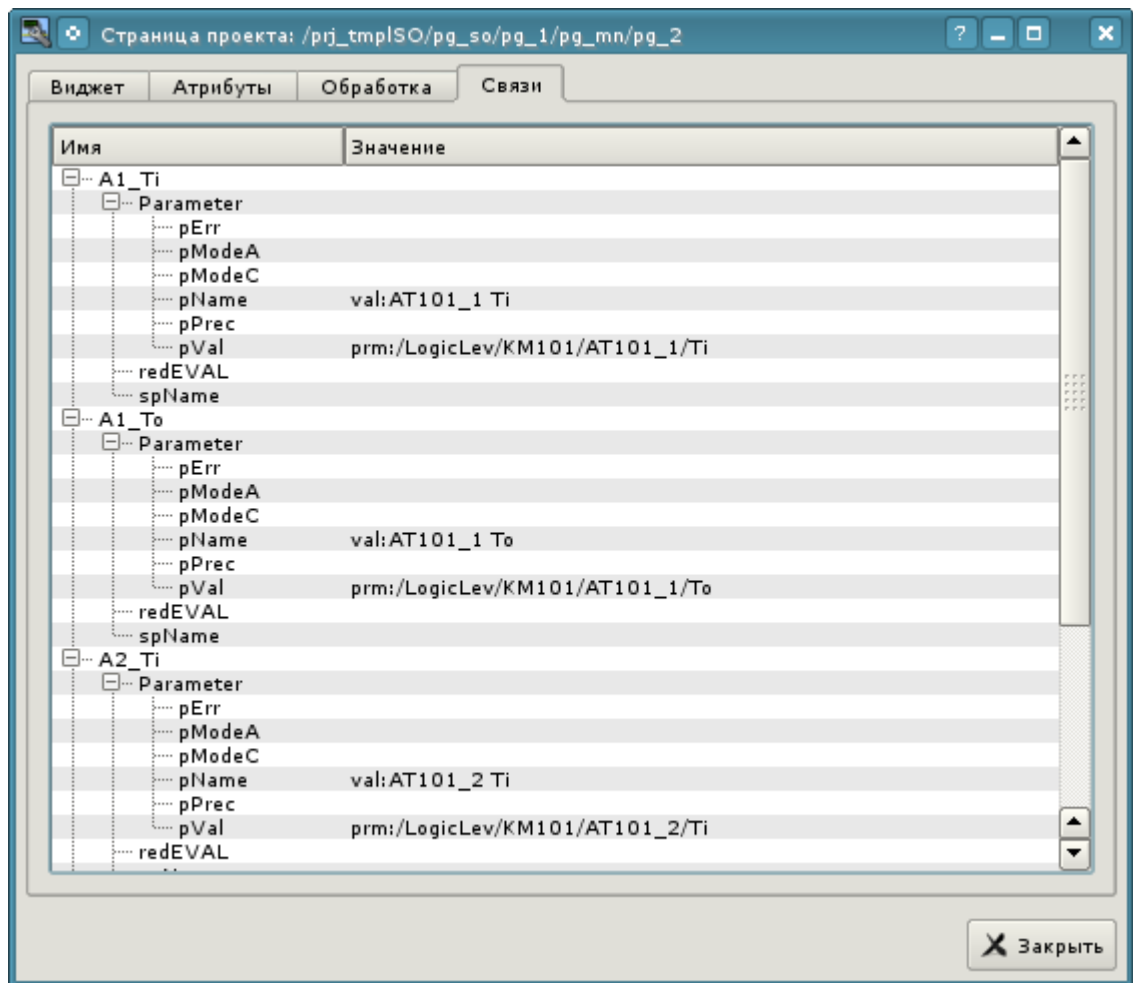 Страница проекта: /prj_tmplSO/pg_so/pg_1/pg_mn/pg_2 ?
Виджет Атрибуты Обработка Связи
Имя Значение
A1_Ti
Parameter
pErr
pModeA
pModeC
pName val:AT101_1 Ti
pPrec
pVal prm:/LogicLev/KM101/AT101_1/Ti
redEVAL
spName
A1_To
Parameter
pErr
pModeA
pModeC
pName val:AT101_1 To
pPrec
pVal prm:/LogicLev/KM101/AT101_1/To
redEVAL
spName
A2_Ti
Parameter
pErr
pModeA
pModeC
pName val:AT101_2 Ti
pPrec
pVal prm:/LogicLev/KM101/AT101_2/Ti
redEVAL
Закрыть